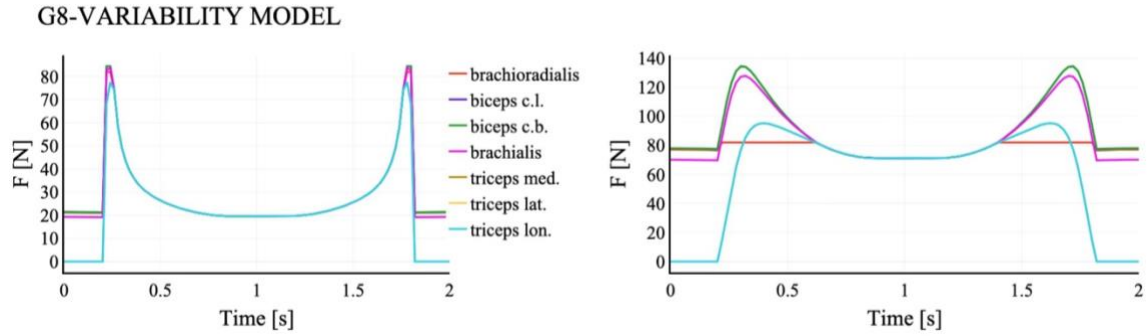 G8-VARIABILITY MODEL
F [N]
80
70
60
50
40
30
20
10
0
0 0.5 1 1.5 2
Time [s]
brachioradialis
biceps c.l.
biceps c.b.
brachialis
triceps med.
triceps lat.
triceps lon.
F [N]
140
120
100
80
60
40
20
0
0 0.5 1 1.5 2
Time [s]